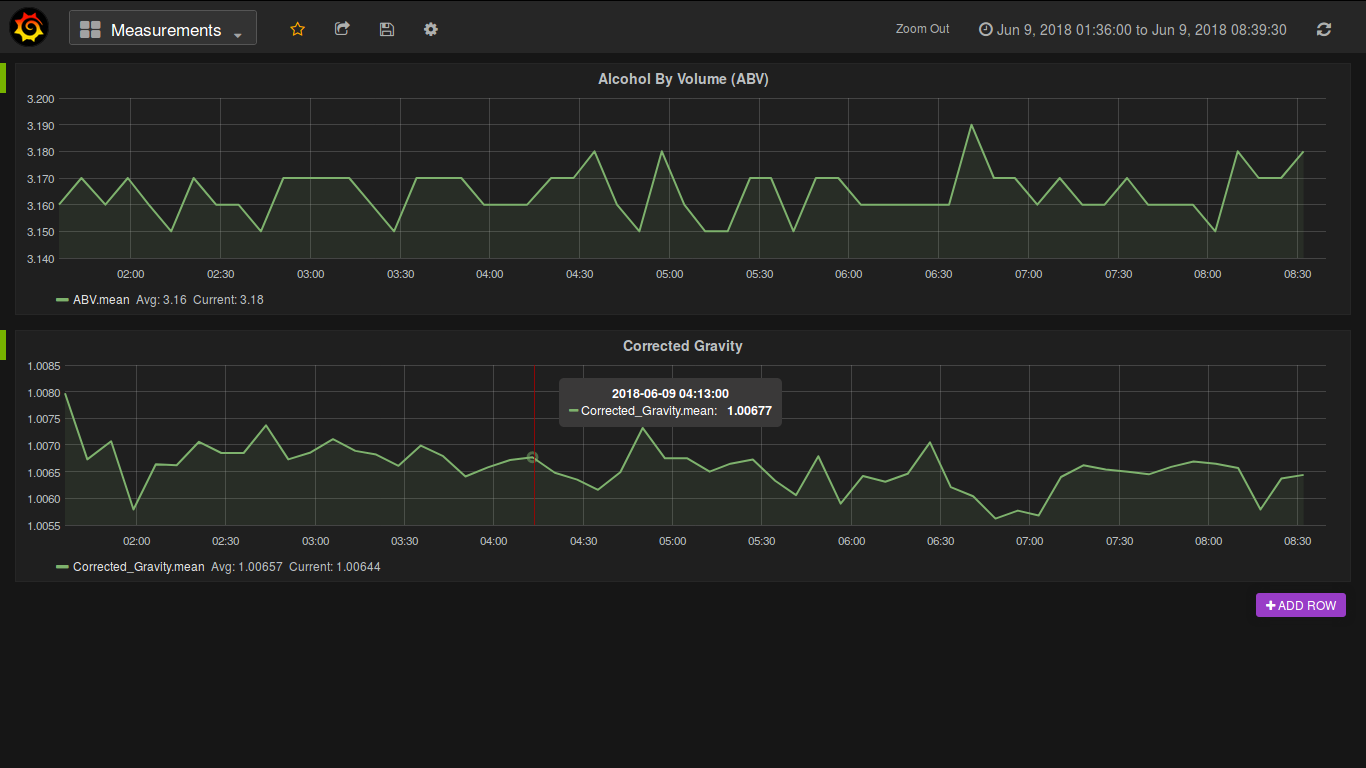 Measurements
Zoom Out
Jun 9, 2018 01:36:00 to Jun 9, 2018 08:39:30
Alcohol By Volume (ABV)
3.200
3.190
3.180
3.170
3.160
3.150
3.140
02:00 02:30 03:00 03:30 04:00 04:30 05:00 05:30 06:00 06:30 07:00 07:30 08:00 08:30
ABV.mean Avg: 3.16 Current: 3.18
Corrected Gravity
1.0085
1.0080
1.0075
1.0070
1.0065
1.0060
1.0055
2018-06-09 04:13:00
Corrected_Gravity.mean: 1.00677
02:00 02:30 03:00 03:30 04:00 04:30 05:00 05:30 06:00 06:30 07:00 07:30 08:00 08:30
Corrected_Gravity.mean Avg: 1.00657 Current: 1.00644
ADD ROW